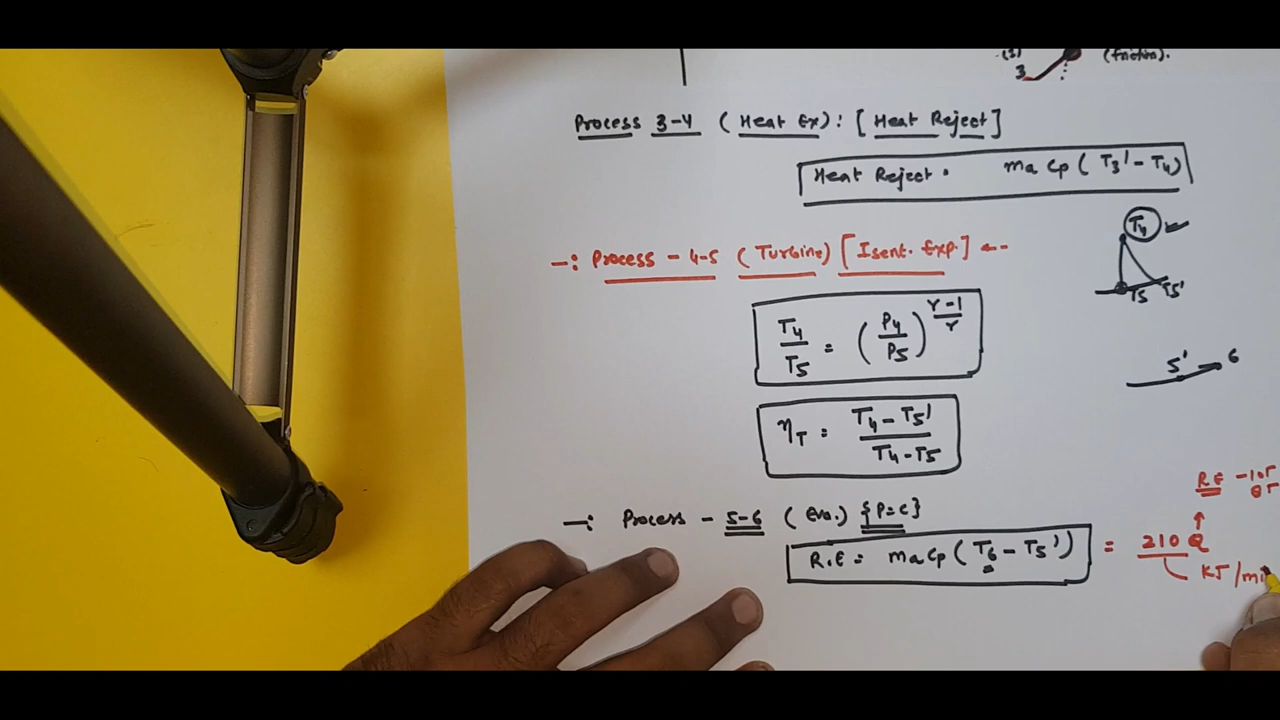 (friction).
3
Process 3-4 (Heat Ex): [Heat Reject]
Heat Reject = ma Cp ( T3' - T4 )
T4
T5 T5'
-: Process - 4-5 (Turbine) [Isent. Exp.] ←--
T4/T5 = (P4/P5)^(γ-1/γ)
5' 6
ηT = T4 - T5' / T4 - T5
R.E
-: Process - 5-6 (Eva.) {P=C}
R.E = ma Cp ( T6 - T5' ) = 210 Q
KJ/mi